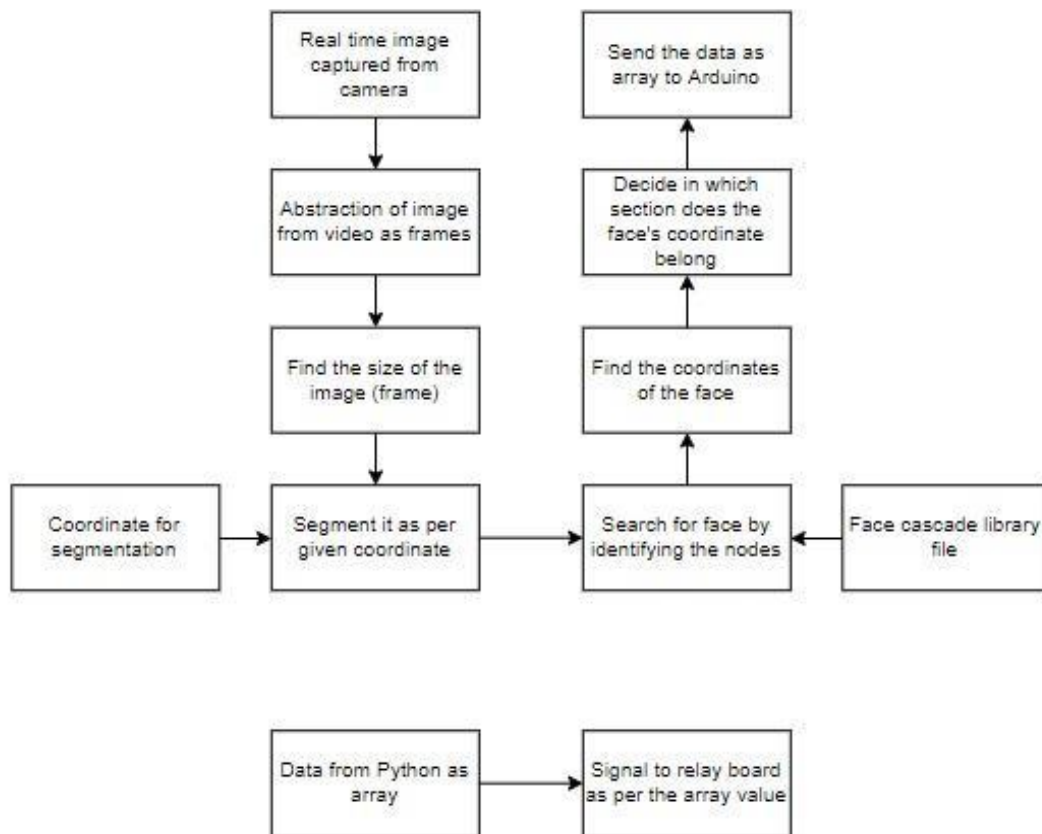 Real time image
captured from
camera
Send the data as
array to Arduino
Abstraction of image
from video as frames
Decide in which
section does the
face's coordinate
belong
Find the size of the
image (frame)
Find the coordinates
of the face
Coordinate for
segmentation
Segment it as per
given coordinate
Search for face by
identifying the nodes
Face cascade library
file
Data from Python as
array
Signal to relay board
as per the array value